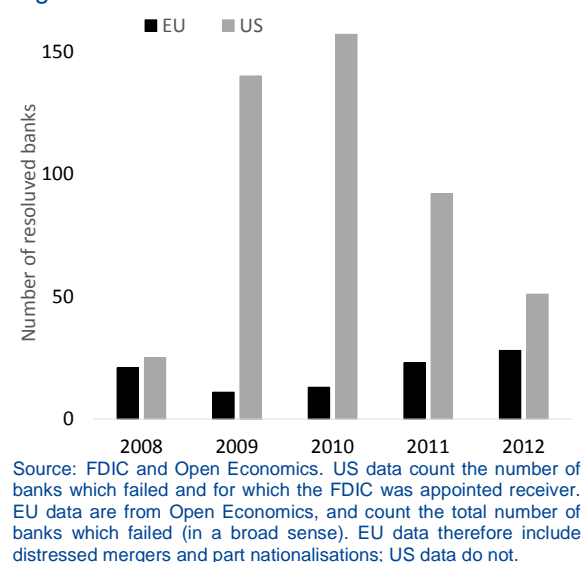 EU US
150
100
50
0
Number of resoluved banks
2008 2009 2010 2011 2012
Source: FDIC and Open Economics. US data count the number of
banks which failed and for which the FDIC was appointed receiver.
EU data are from Open Economics, and count the total number of
banks which failed (in a broad sense). EU data therefore include
distressed mergers and part nationalisations; US data do not.